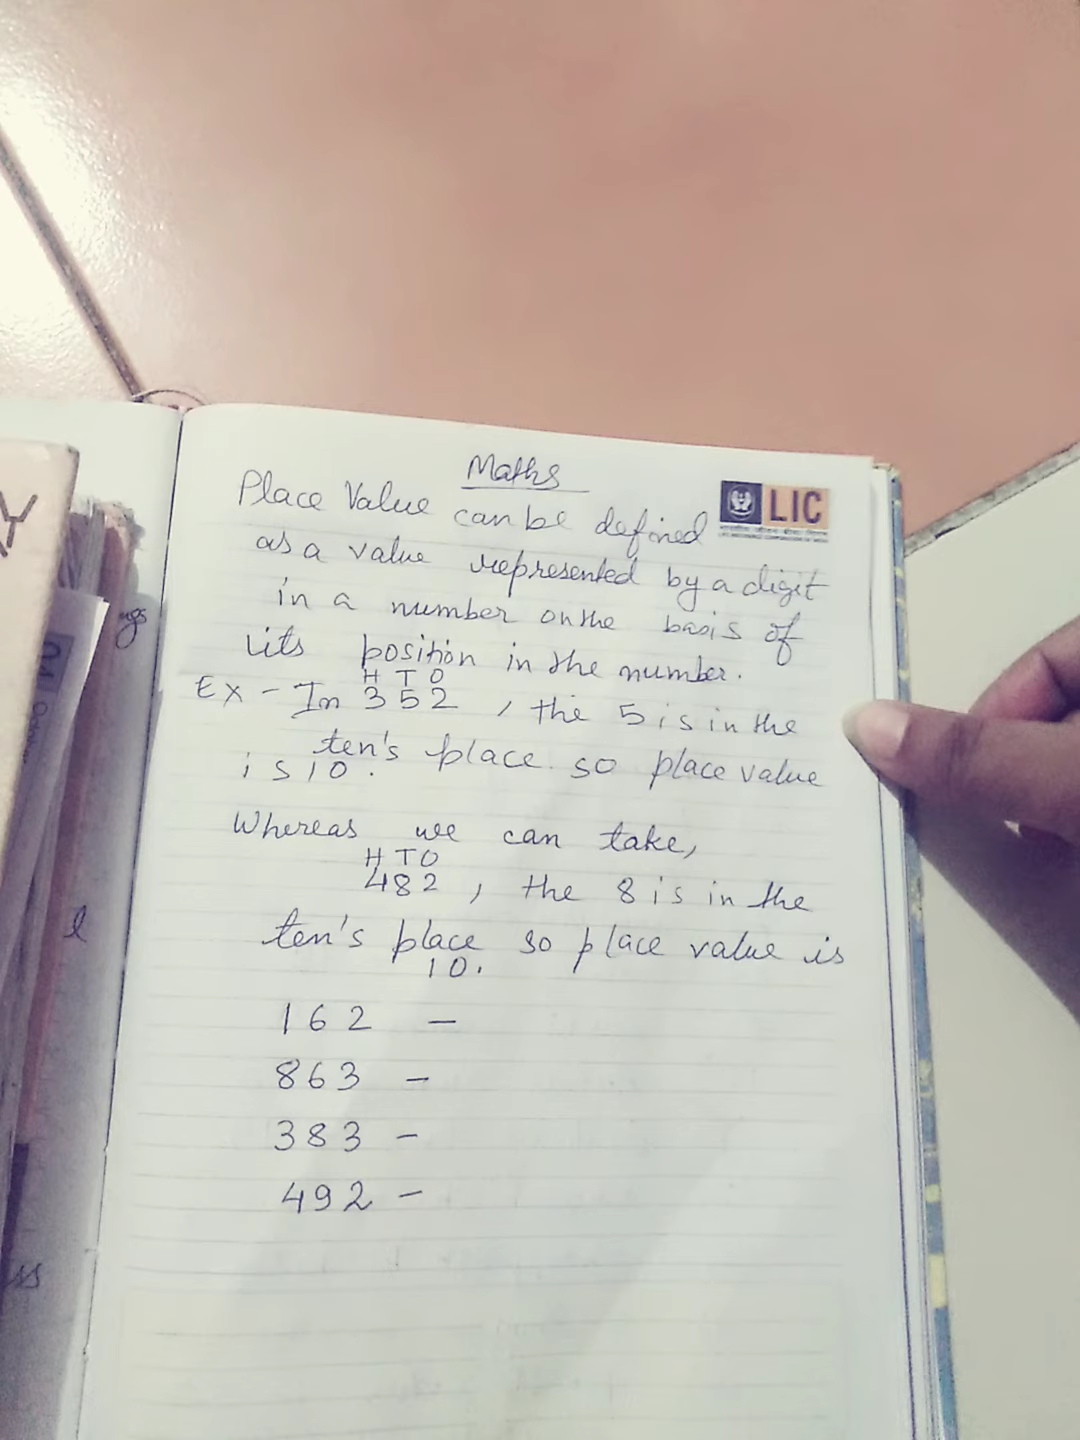 Maths
LIC
Place Value can be defined
as a value represented by a digit
in a number on the basis of
its position in the number.
H T O
Ex - In 352, the 5 is in the
ten's place. so place value
is 10.
Whereas we can take,
H T O
482, the 8 is in the
ten's place so place value is
10.
162 -
863 -
383 -
492 -